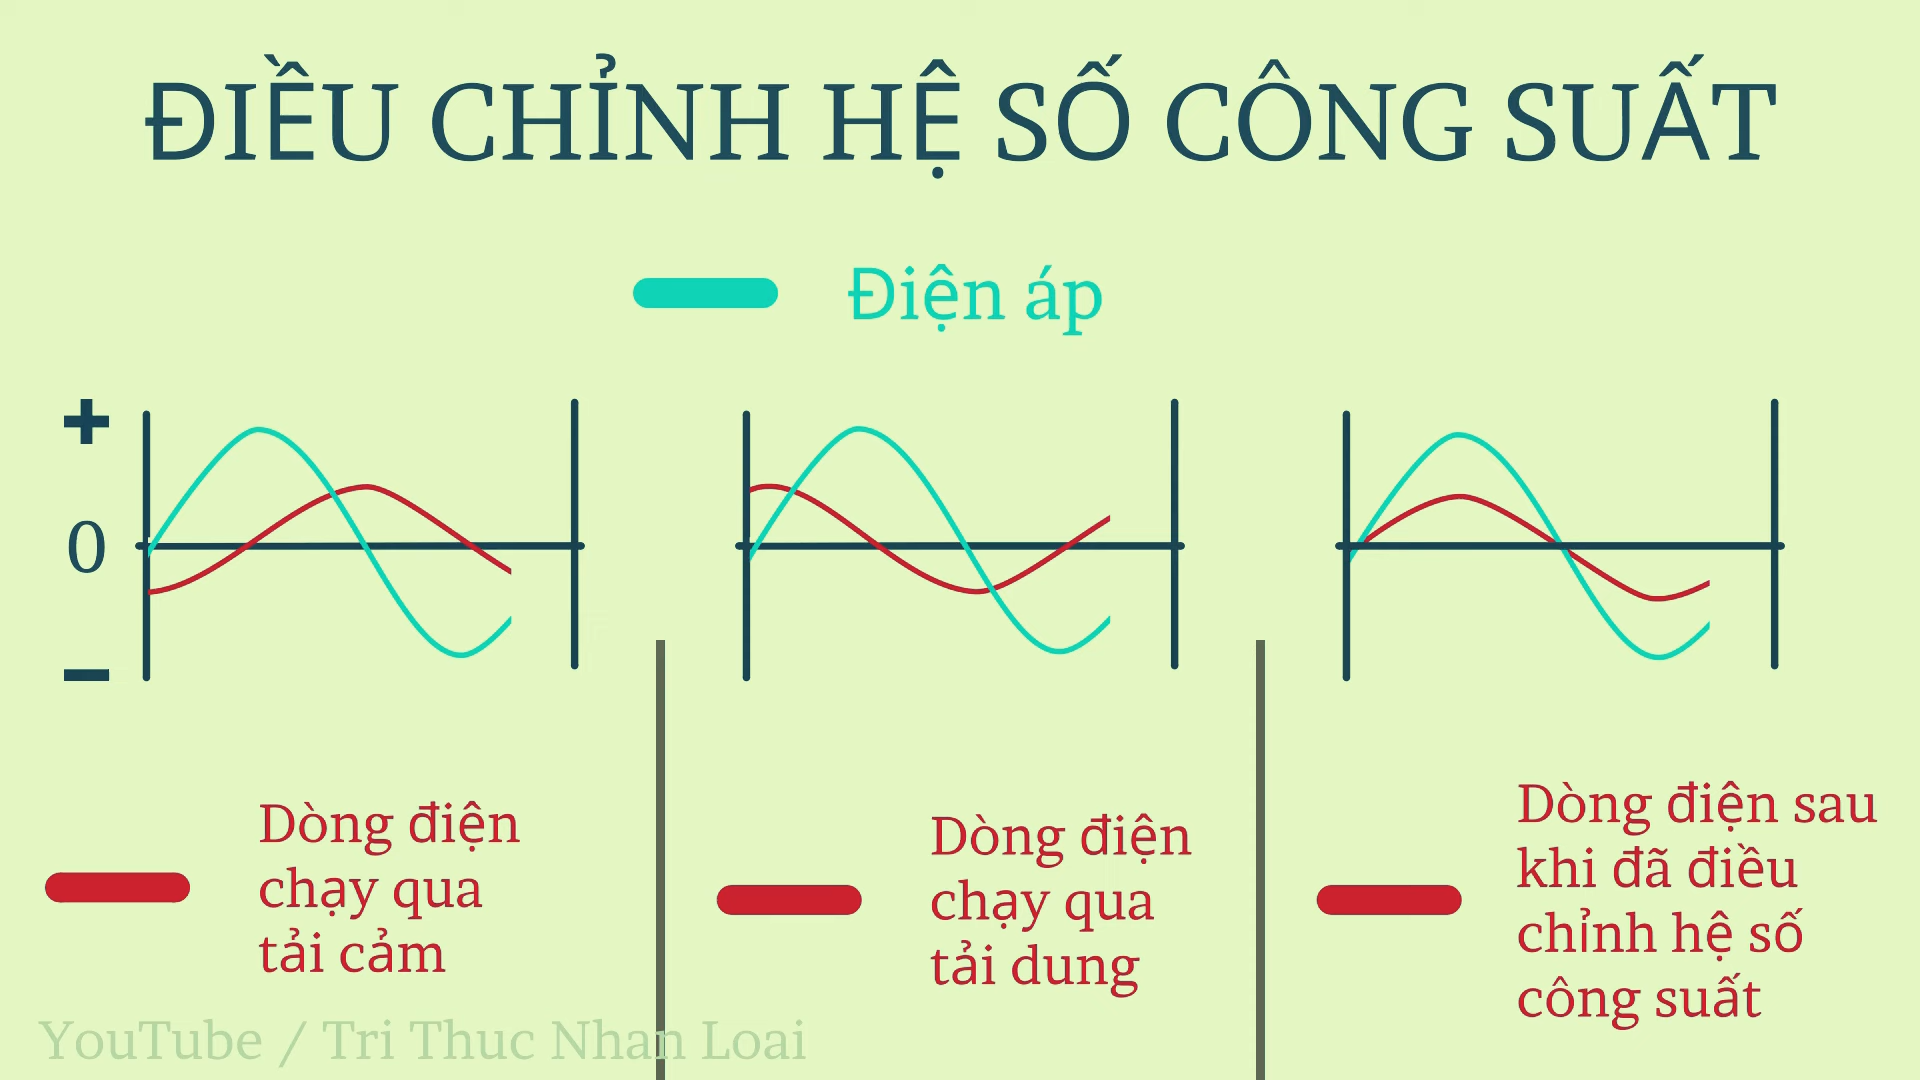 ĐIỀU CHỈNH HỆ SỐ CÔNG SUẤT
Điện áp
+
0
−
Dòng điện
chạy qua
tải cảm
Dòng điện
chạy qua
tải dung
Dòng điện sau
khi đã điều
chỉnh hệ số
công suất
YouTube / Tri Thuc Nhan Loai